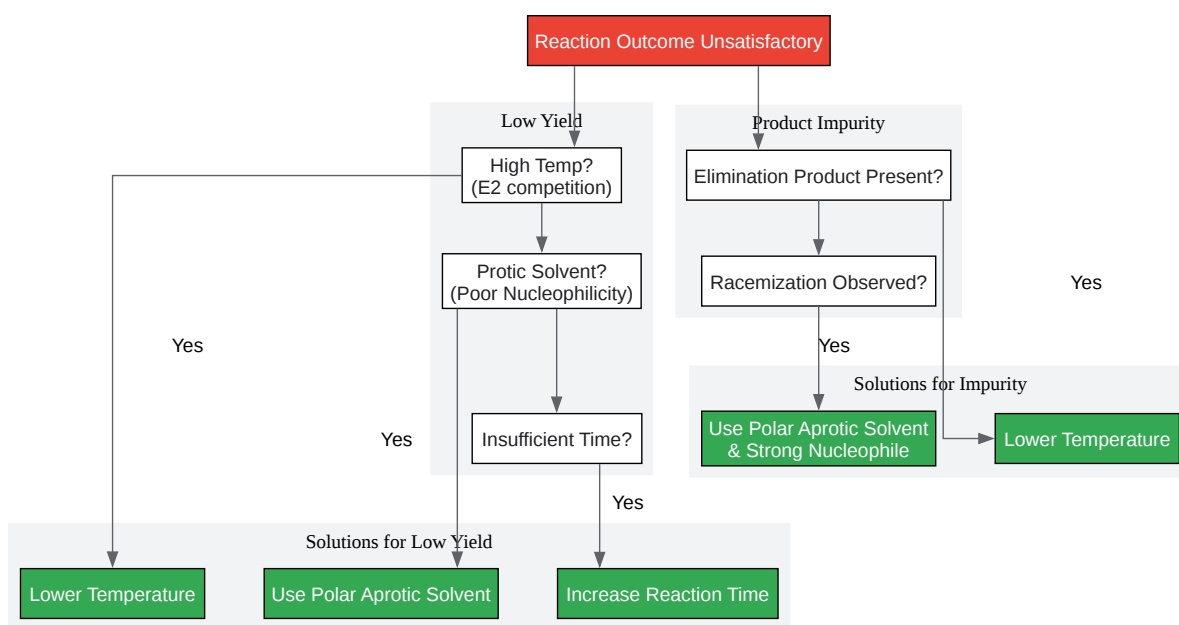 Reaction Outcome Unsatisfactory
Low Yield
Product Impurity
High Temp?
(E2 competition)
Elimination Product Present?
Protic Solvent?
(Poor Nucleophilicity)
Racemization Observed?
Yes
Yes
Yes
Solutions for Impurity
Insufficient Time?
Yes
Use Polar Aprotic Solvent
& Strong Nucleophile
Lower Temperature
Yes
Solutions for Low Yield
Lower Temperature
Use Polar Aprotic Solvent
Increase Reaction Time